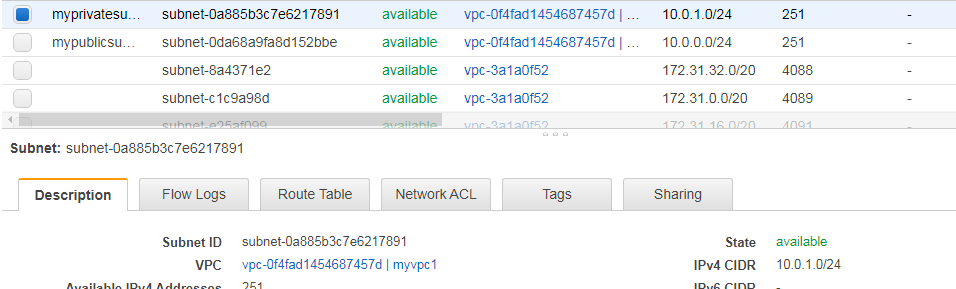 myprivatesu... subnet-0a885b3c7e6217891 available vpc-0f4fad1454687457d | ... 10.0.1.0/24 251 -
mypublicsu... subnet-0da68a9fa8d152bbe available vpc-0f4fad1454687457d | ... 10.0.0.0/24 251 -
subnet-8a4371e2 available vpc-3a1a0f52 172.31.32.0/20 4088 -
subnet-c1c9a98d available vpc-3a1a0f52 172.31.0.0/20 4089 -
subnet-e25af099 available vpc-3a1a0f52 172.31.16.0/20 4091 -
Subnet: subnet-0a885b3c7e6217891
Description Flow Logs Route Table Network ACL Tags Sharing
Subnet ID subnet-0a885b3c7e6217891 State available
VPC vpc-0f4fad1454687457d | myvpc1 IPv4 CIDR 10.0.1.0/24
Available IPv4 Addresses 251 IPv6 CIDR -